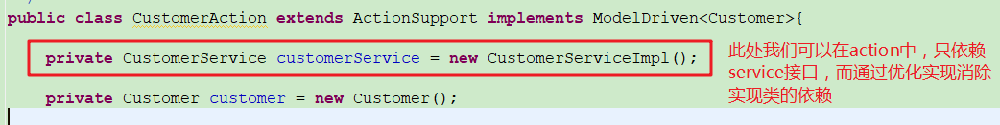 public class CustomerAction extends ActionSupport implements ModelDriven<Customer>{
private CustomerService customerService = new CustomerServiceImpl();
此处我们可以在action中，只依赖
service接口，而通过优化实现消除
实现类的依赖
private Customer customer = new Customer();